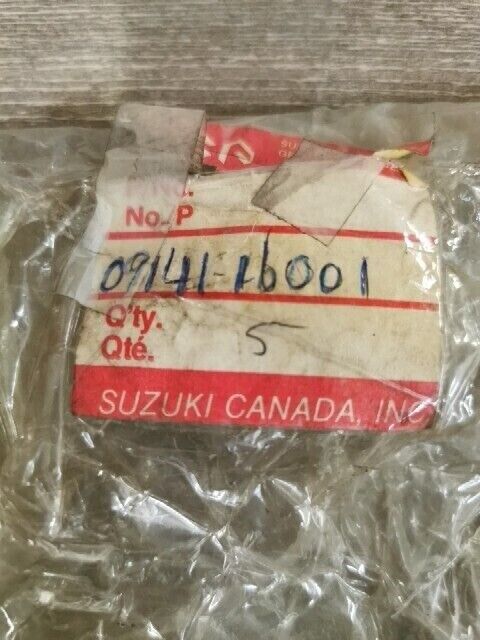 No. P
09141-16001
Q'ty.
Qté.
5
SUZUKI CANADA, INC